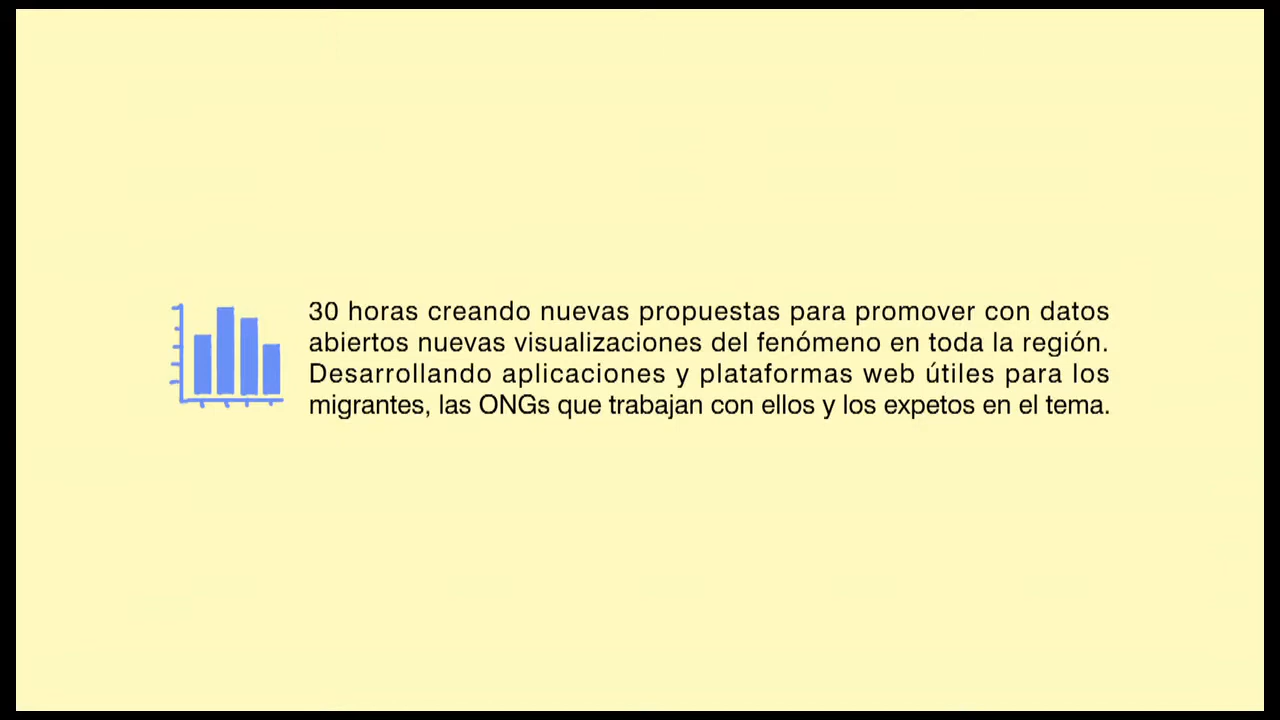 30 horas creando nuevas propuestas para promover con datos
abiertos nuevas visualizaciones del fenómeno en toda la región.
Desarrollando aplicaciones y plataformas web útiles para los
migrantes, las ONGs que trabajan con ellos y los expetos en el tema.